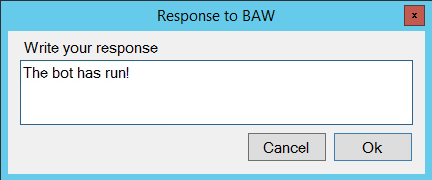 Response to BAW
x
Write your response
The bot has run!
Cancel Ok